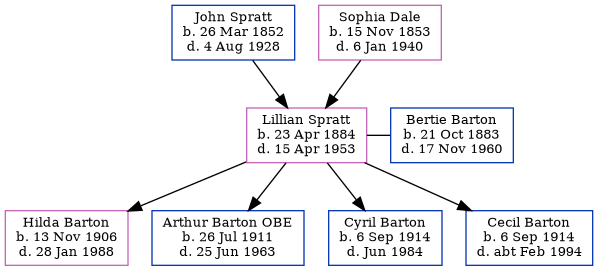 John Spratt
b. 26 Mar 1852
d. 4 Aug 1928
Sophia Dale
b. 15 Nov 1853
d. 6 Jan 1940
Lillian Spratt
b. 23 Apr 1884
d. 15 Apr 1953
Bertie Barton
b. 21 Oct 1883
d. 17 Nov 1960
Hilda Barton
b. 13 Nov 1906
d. 28 Jan 1988
Arthur Barton OBE
b. 26 Jul 1911
d. 25 Jun 1963
Cyril Barton
b. 6 Sep 1914
d. Jun 1984
Cecil Barton
b. 6 Sep 1914
d. abt Feb 1994